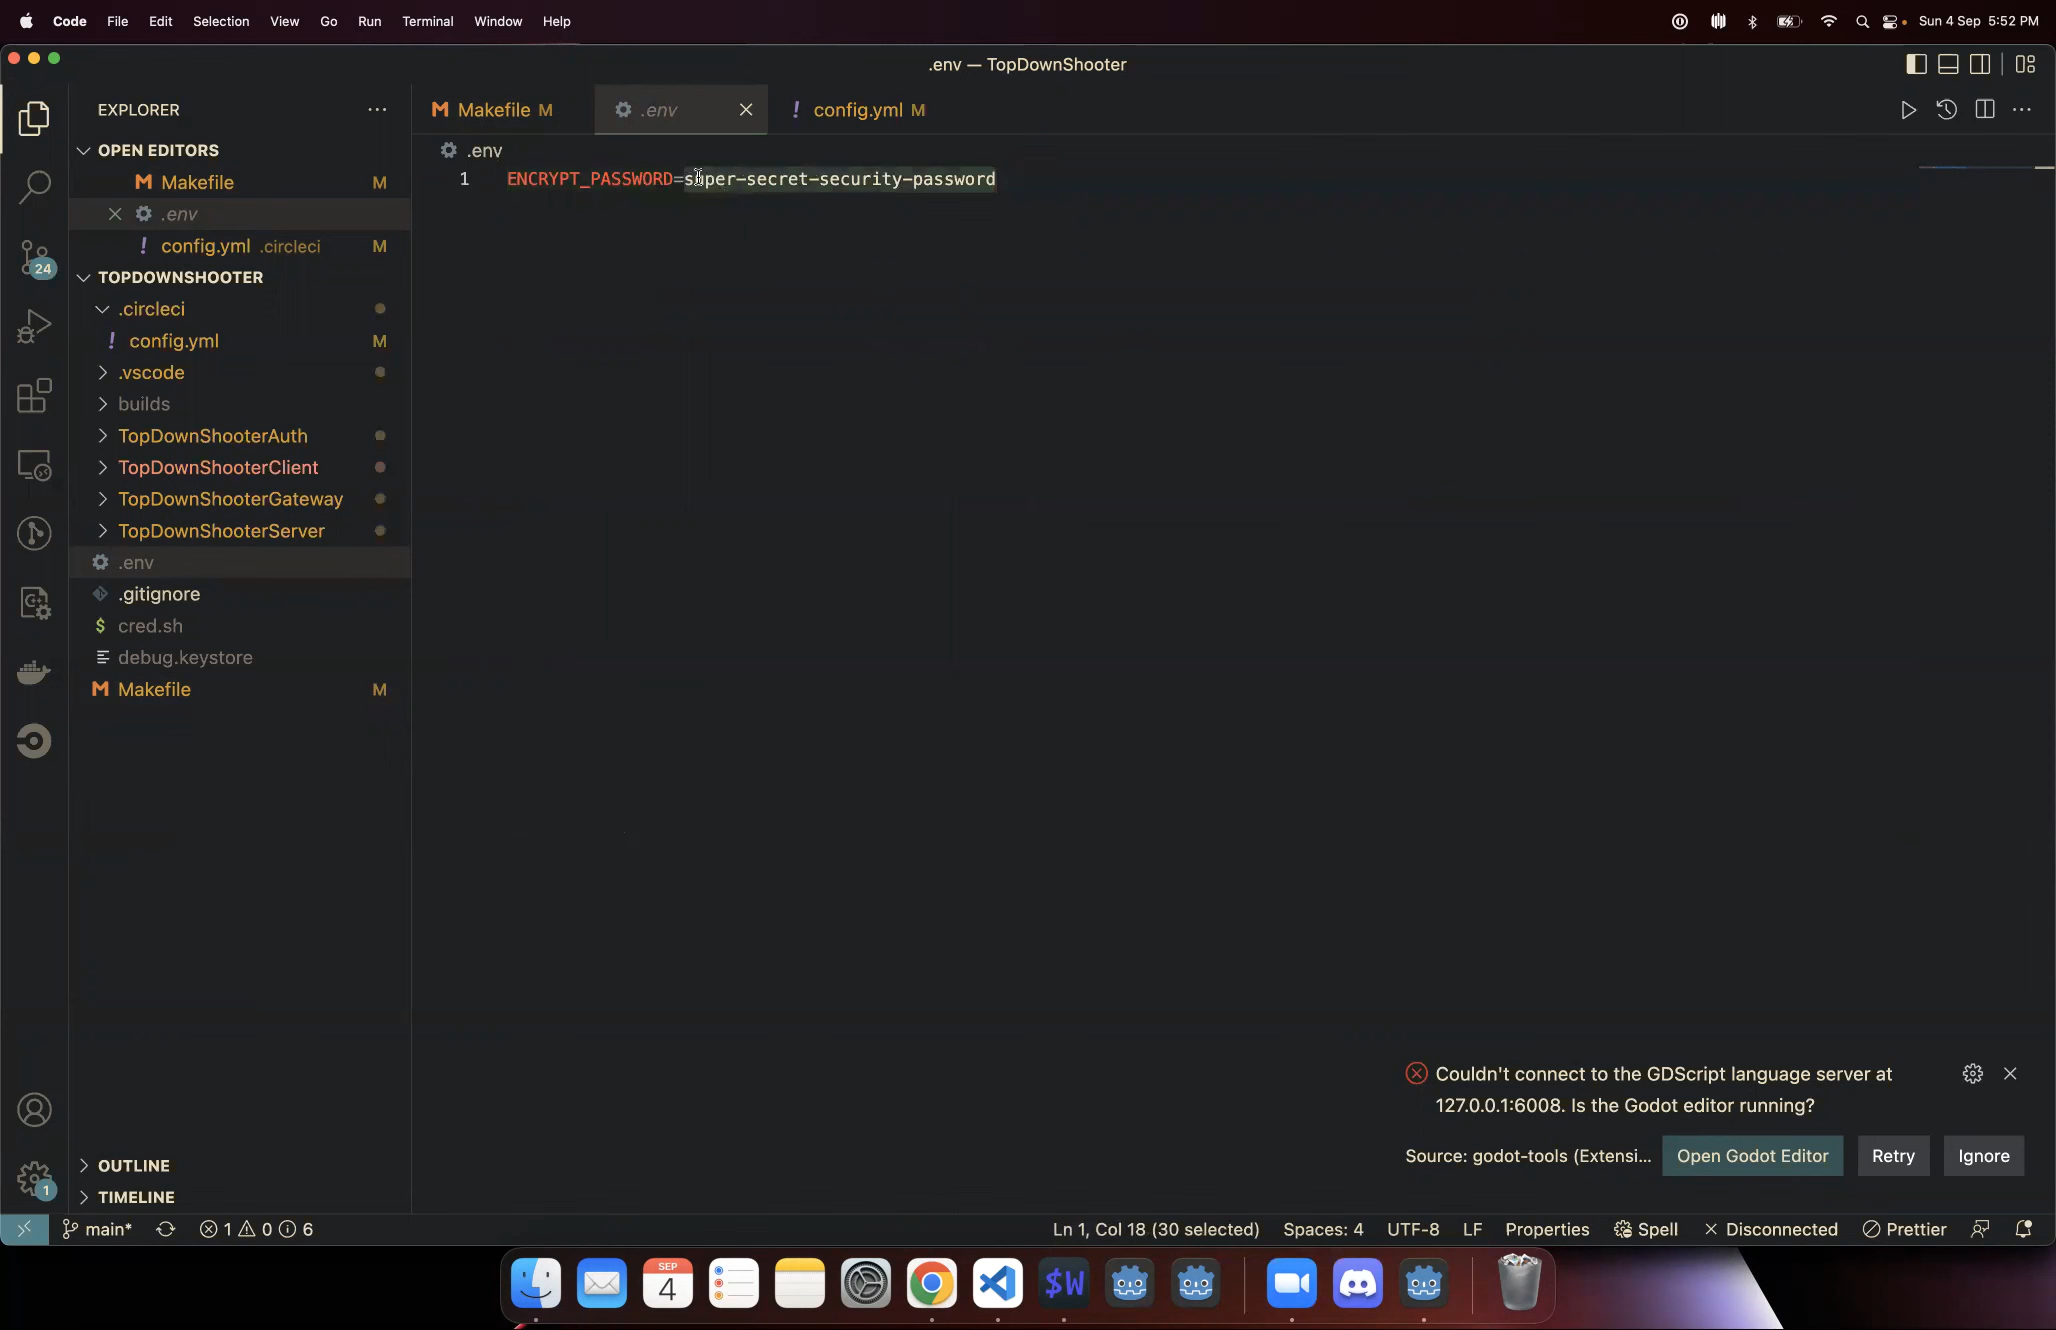 Code File Edit Selection View Go Run Terminal Window Help
Sun 4 Sep 5:52 PM
.env — TopDownShooter
EXPLORER
OPEN EDITORS
M Makefile M
.env
! config.yml .circleci M
24
TOPDOWNSHOOTER
.circleci
! config.yml M
.vscode
builds
TopDownShooterAuth
TopDownShooterClient
TopDownShooterGateway
TopDownShooterServer
.env
.gitignore
$ cred.sh
debug.keystore
M Makefile M
OUTLINE
TIMELINE
1
M Makefile M
.env
! config.yml M
.env
1 ENCRYPT_PASSWORD=super-secret-security-password
Couldn't connect to the GDScript language server at
127.0.0.1:6008. Is the Godot editor running?
Source: godot-tools (Extensi...
Open Godot Editor
Retry
Ignore
main* 1 0 6
Ln 1, Col 18 (30 selected) Spaces: 4 UTF-8 LF Properties Spell Disconnected Prettier
SEP
4
$W